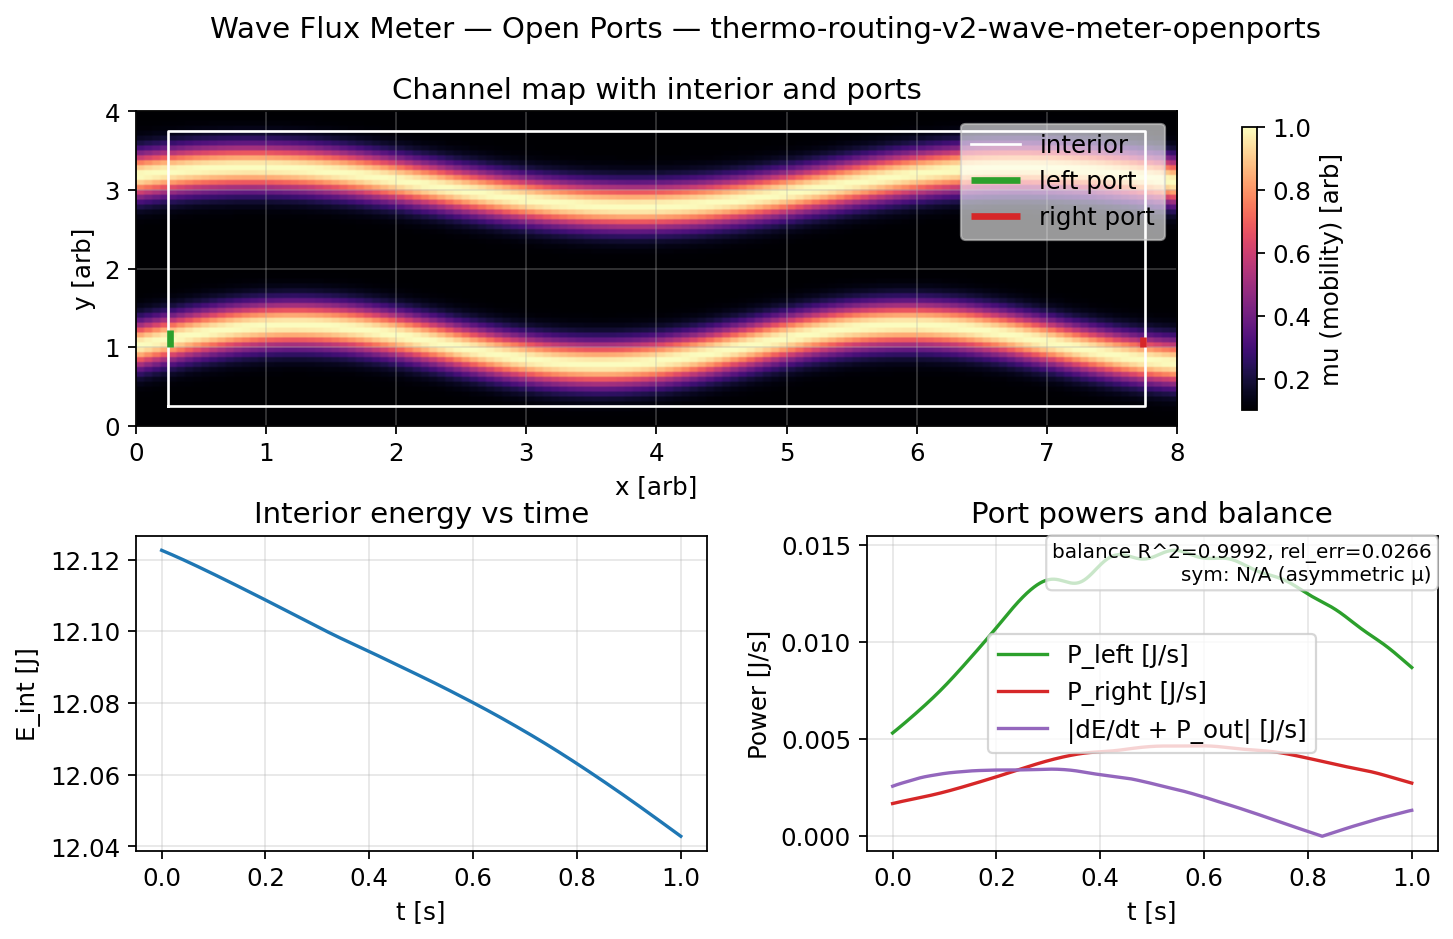 Wave Flux Meter — Open Ports — thermo-routing-v2-wave-meter-openports
Channel map with interior and ports
4
3
2
1
0
y [arb]
0 1 2 3 4 5 6 7 8
x [arb]
interior
left port
right port
1.0
0.8
0.6
0.4
0.2
mu (mobility) [arb]
Interior energy vs time
12.12
12.10
12.08
12.06
12.04
E_int [J]
0.0 0.2 0.4 0.6 0.8 1.0
t [s]
Port powers and balance
0.015
0.010
0.005
0.000
Power [J/s]
balance R^2=0.9992, rel_err=0.0266
sym: N/A (asymmetric μ)
P_left [J/s]
P_right [J/s]
|dE/dt + P_out| [J/s]
0.0 0.2 0.4 0.6 0.8 1.0
t [s]